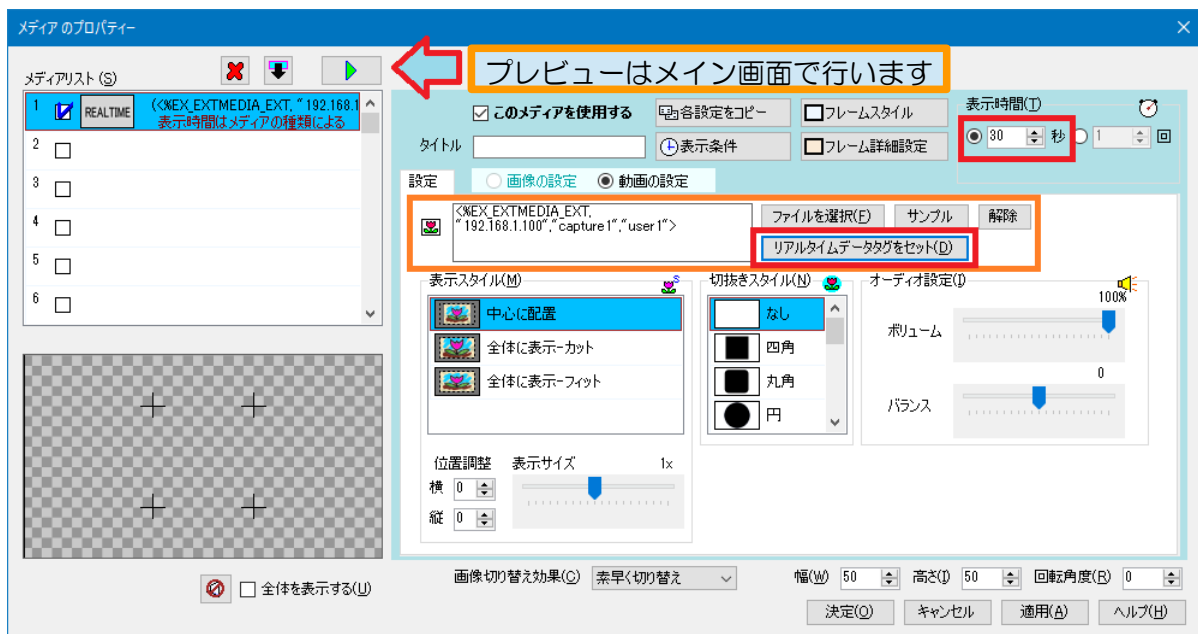 メディア のプロパティー
メディアリスト (S)
プレビューはメイン画面で行います
1 REALTIME (<%EX_EXTMEDIA_EXT, "192.168.1
表示時間はメディアの種類による
2
3
4
5
6
このメディアを使用する
各設定をコピー
フレームスタイル
表示時間(T)
タイトル
表示条件
フレーム詳細設定
30 秒 1 回
設定 画像の設定 動画の設定
<%EX_EXTMEDIA_EXT,
"192.168.1.100","capture1","user1">
ファイルを選択(F) サンプル 解除
リアルタイムデータタグをセット(D)
表示スタイル(M)
中心に配置
全体に表示-カット
全体に表示-フィット
切抜きスタイル(N)
なし
四角
丸角
円
オーディオ設定(I)
100%
ボリューム
0
バランス
位置調整 表示サイズ 1x
横 0
縦 0
全体を表示する(U)
画像切り替え効果(C) 素早く切り替え 幅(W) 50 高さ(I) 50 回転角度(R) 0
決定(O) キャンセル 適用(A) ヘルプ(H)